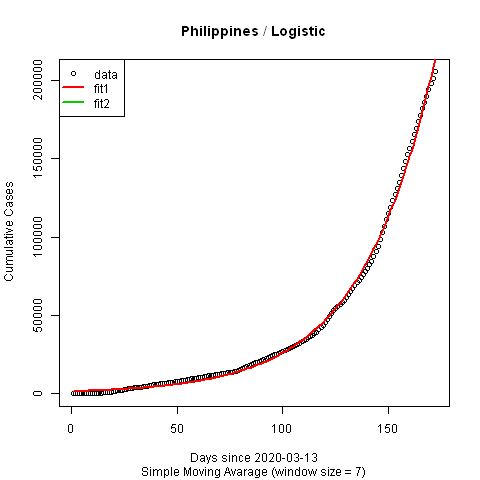 Philippines / Logistic
data
fit1
fit2
Cumulative Cases
200000
150000
100000
50000
0
0
50
100
150
Days since 2020-03-13
Simple Moving Avarage (window size = 7)